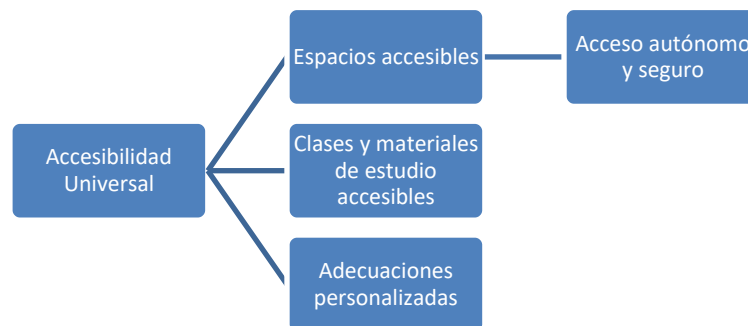 Accesibilidad
Universal
Espacios accesibles
Acceso autónomo
y seguro
Clases y materiales
de estudio
accesibles
Adecuaciones
personalizadas